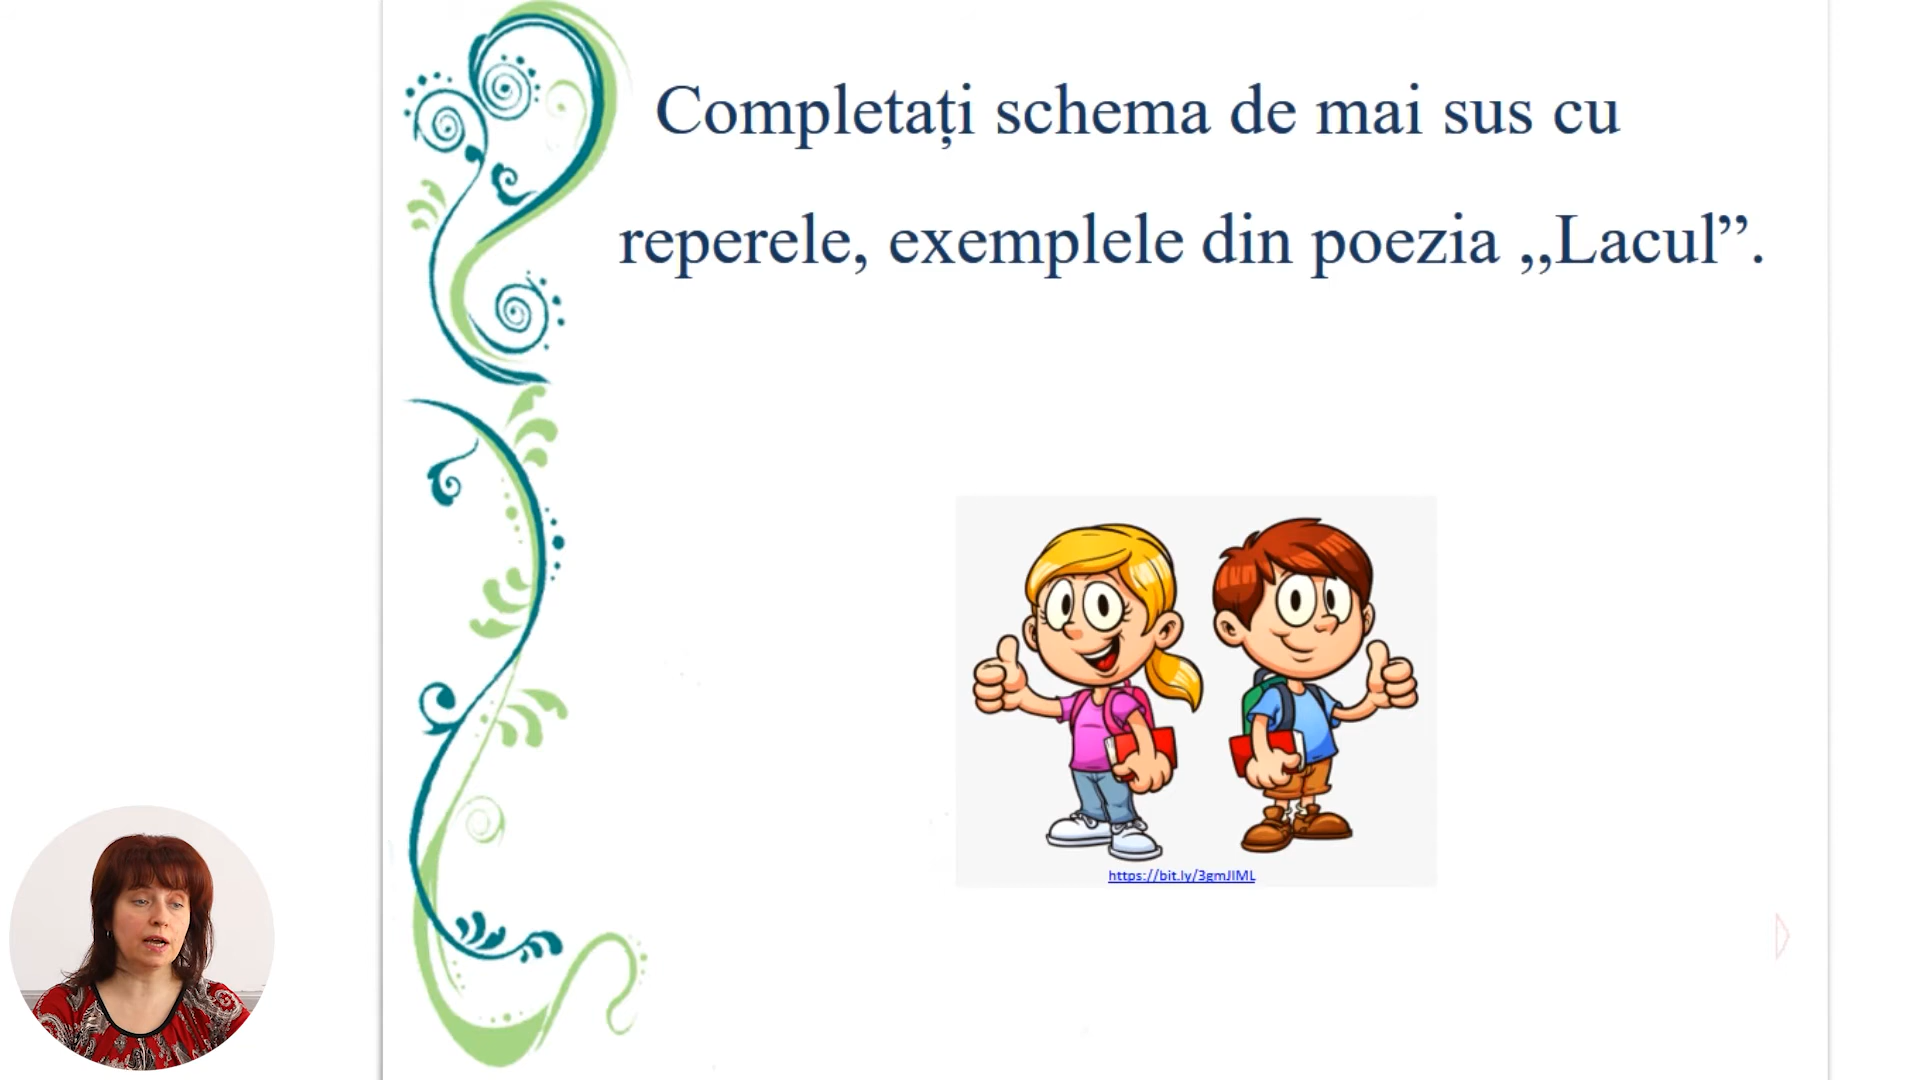 Completați schema de mai sus cu
reperele, exemplele din poezia ,,Lacul”.
https://bit.ly/3gmJIML